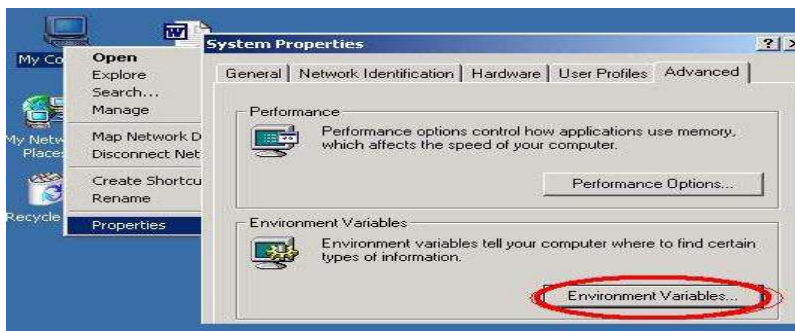 My Co
My Netw
Place
Recycle
Open
Explore
Search...
Manage
Map Network D
Disconnect Net
Create Shortcu
Rename
Properties
System Properties
General
Network Identification
Hardware
User Profiles
Advanced
Performance
Performance options control how applications use memory,
which affects the speed of your computer.
Performance Options...
Environment Variables
Environment variables tell your computer where to find certain
types of information.
Environment Variables...